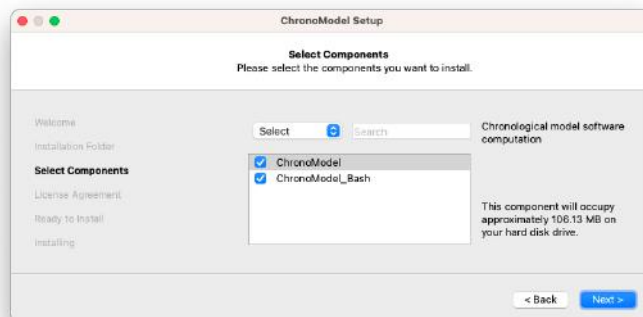 ChronoModel Setup
Select Components
Please select the components you want to install.
Welcome
Installation Folder
Select Components
License Agreement
Ready to Install
Installing
Select
Search
ChronoModel
ChronoModel_Bash
Chronological model software
computation
This component will occupy
approximately 106.13 MB on
your hard disk drive.
< Back
Next >